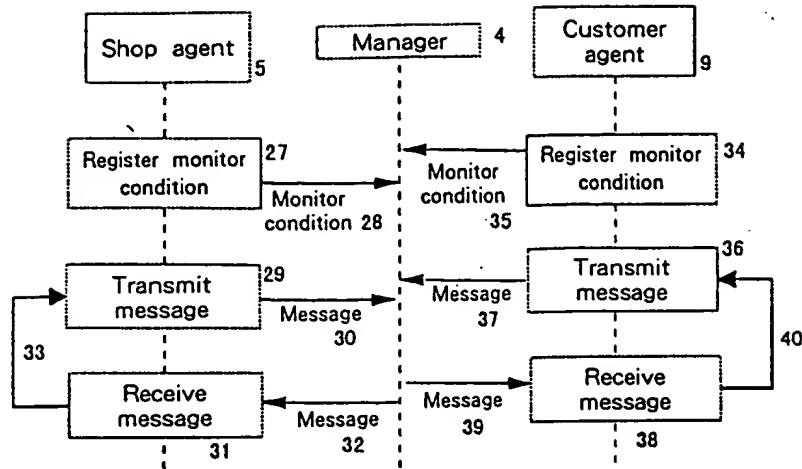 Shop agent
5
Manager
4
Customer
agent
9
Register monitor
condition
27
Monitor
condition 28
Register monitor
condition
34
Monitor
condition
35
Transmit
message
29
Message
30
Transmit
message
36
Message
37
33
40
Receive
message
31
Message
32
Receive
message
38
Message
39